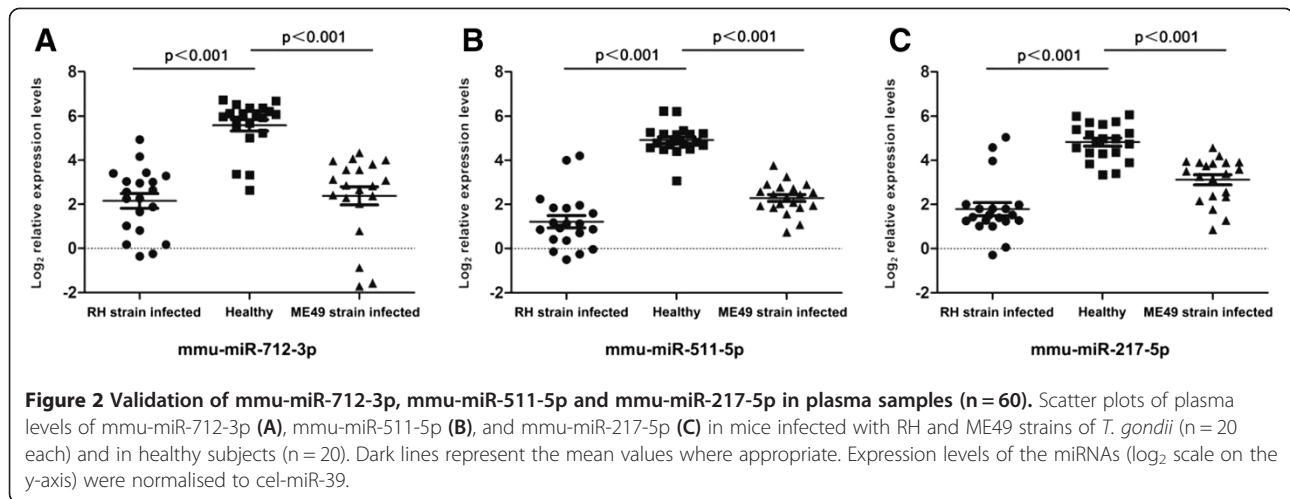 A B C
p<0.001 p<0.001 p<0.001 p<0.001 p<0.001 p<0.001
Log2 relative expression levels
8
6
4
2
0
-2
RH strain infected Healthy ME49 strain infected
mmu-miR-712-3p
Log2 relative expression levels
8
6
4
2
0
-2
RH strain infected Healthy ME49 strain infected
mmu-miR-511-5p
Log2 relative expression levels
8
6
4
2
0
-2
RH strain infected Healthy ME49 strain infected
mmu-miR-217-5p
Figure 2 Validation of mmu-miR-712-3p, mmu-miR-511-5p and mmu-miR-217-5p in plasma samples (n = 60). Scatter plots of plasma
levels of mmu-miR-712-3p (A), mmu-miR-511-5p (B), and mmu-miR-217-5p (C) in mice infected with RH and ME49 strains of T. gondii (n = 20
each) and in healthy subjects (n = 20). Dark lines represent the mean values where appropriate. Expression levels of the miRNAs (log2 scale on the
y-axis) were normalised to cel-miR-39.